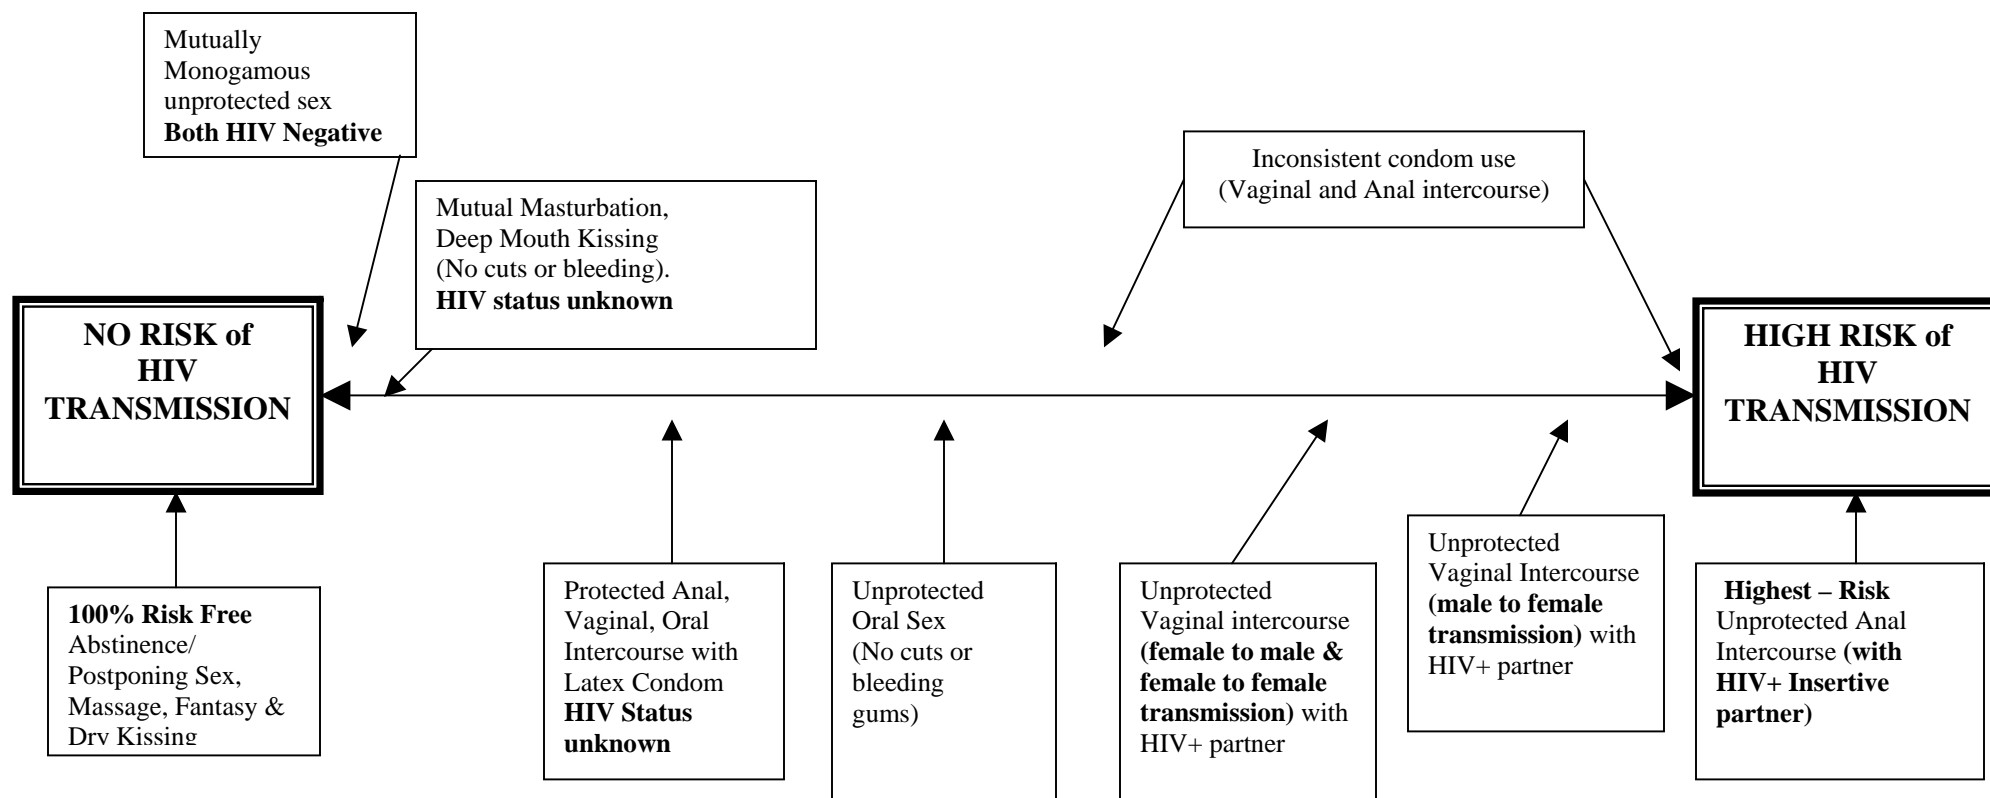 Mutually
Monogamous
unprotected sex
Both HIV Negative
Mutual Masturbation,
Deep Mouth Kissing
(No cuts or bleeding).
HIV status unknown
Inconsistent condom use
(Vaginal and Anal intercourse)
NO RISK of
HIV
TRANSMISSION
HIGH RISK of
HIV
TRANSMISSION
100% Risk Free
Abstinence/
Postponing Sex,
Massage, Fantasy &
Dry Kissing
Protected Anal,
Vaginal, Oral
Intercourse with
Latex Condom
HIV Status
unknown
Unprotected
Oral Sex
(No cuts or
bleeding
gums)
Unprotected
Vaginal intercourse
(female to male &
female to female
transmission) with
HIV+ partner
Unprotected
Vaginal Intercourse
(male to female
transmission) with
HIV+ partner
Highest – Risk
Unprotected Anal
Intercourse (with
HIV+ Insertive
partner)